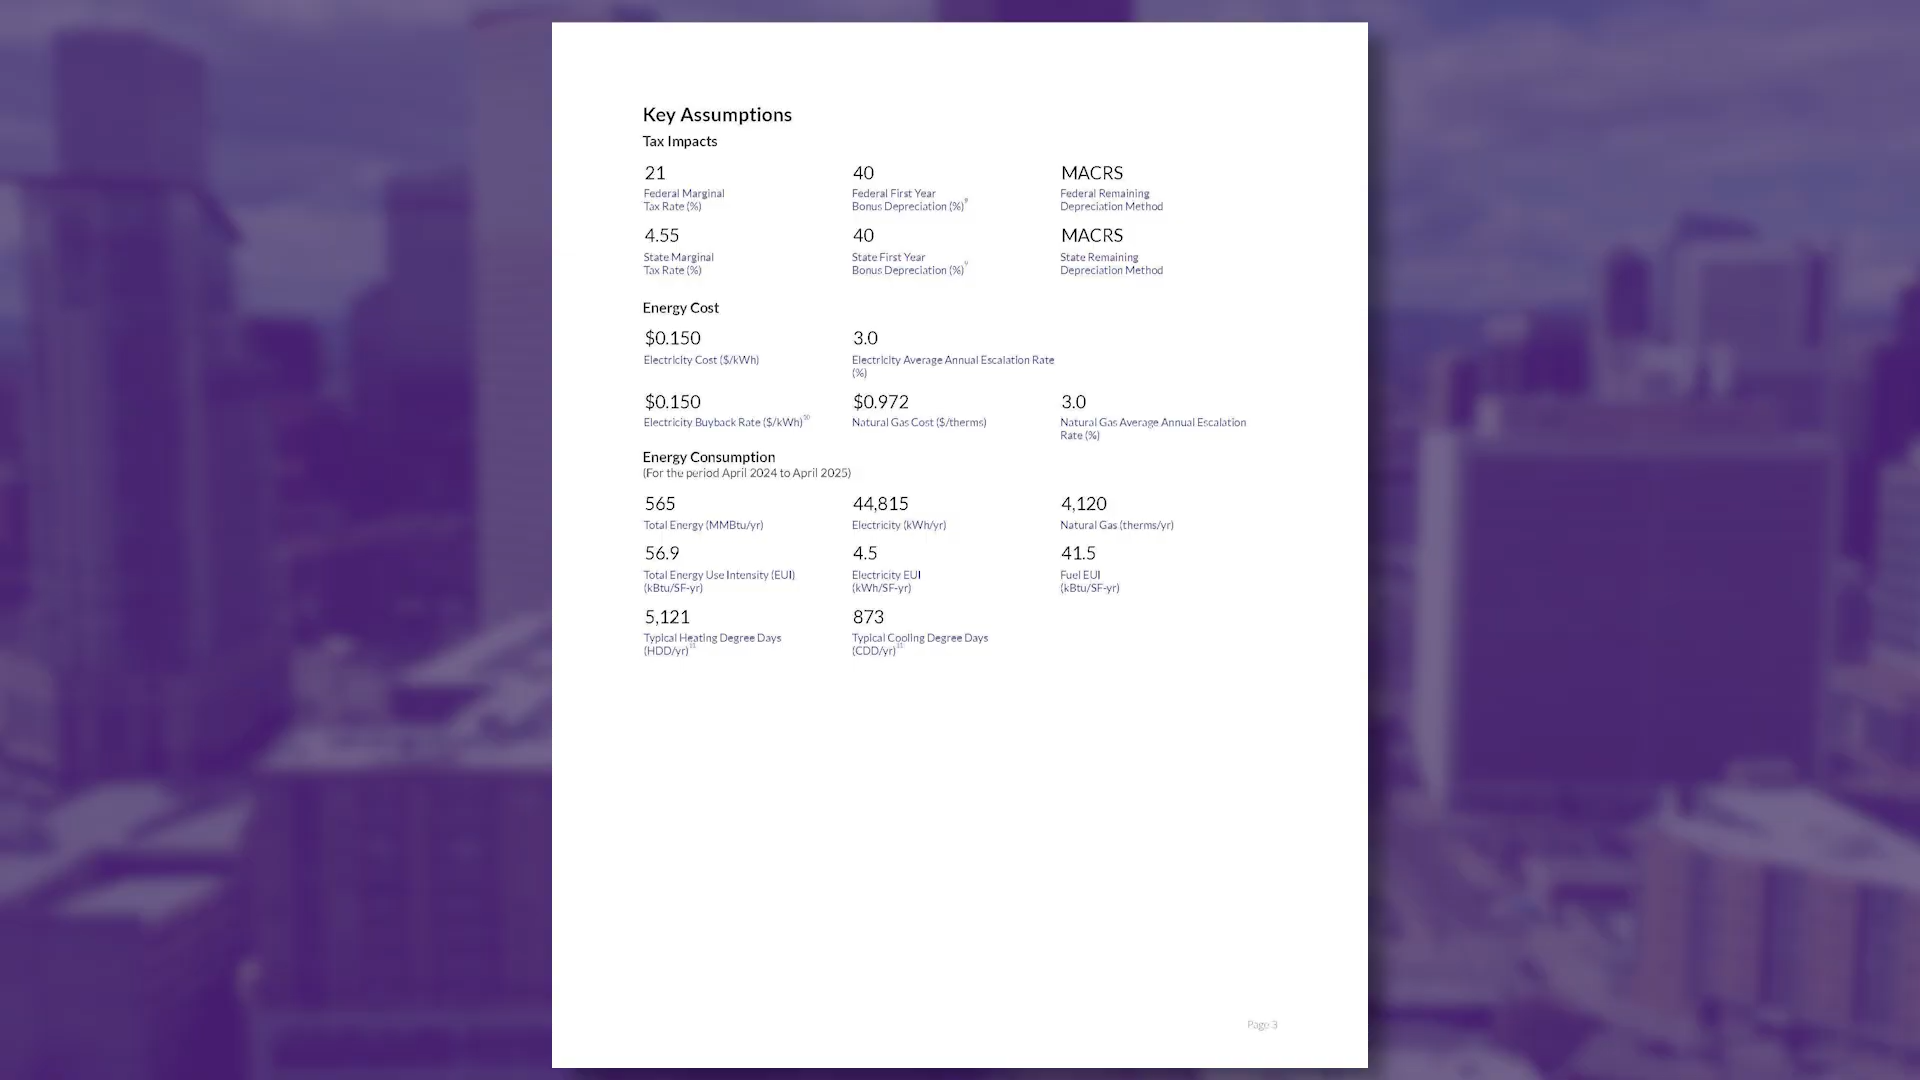 Key Assumptions
Tax Impacts
21 40 MACRS
Federal Marginal Federal First Year Federal Remaining
Tax Rate (%) Bonus Depreciation (%) Depreciation Method
4.55 40 MACRS
State Marginal State First Year State Remaining
Tax Rate (%) Bonus Depreciation (%)⁹ Depreciation Method
Energy Cost
$0.150 3.0
Electricity Cost ($/kWh) Electricity Average Annual Escalation Rate
(%)
$0.150 $0.972 3.0
Electricity Buyback Rate ($/kWh)¹⁰ Natural Gas Cost ($/therms) Natural Gas Average Annual Escalation
Rate (%)
Energy Consumption
(For the period April 2024 to April 2025)
565 44,815 4,120
Total Energy (MMBtu/yr) Electricity (kWh/yr) Natural Gas (therms/yr)
56.9 4.5 41.5
Total Energy Use Intensity (EUI) Electricity EUI Fuel EUI
(kBtu/SF-yr) (kWh/SF-yr) (kBtu/SF-yr)
5,121 873
Typical Heating Degree Days Typical Cooling Degree Days
(HDD/yr)¹¹ (CDD/yr)¹¹
Page 3